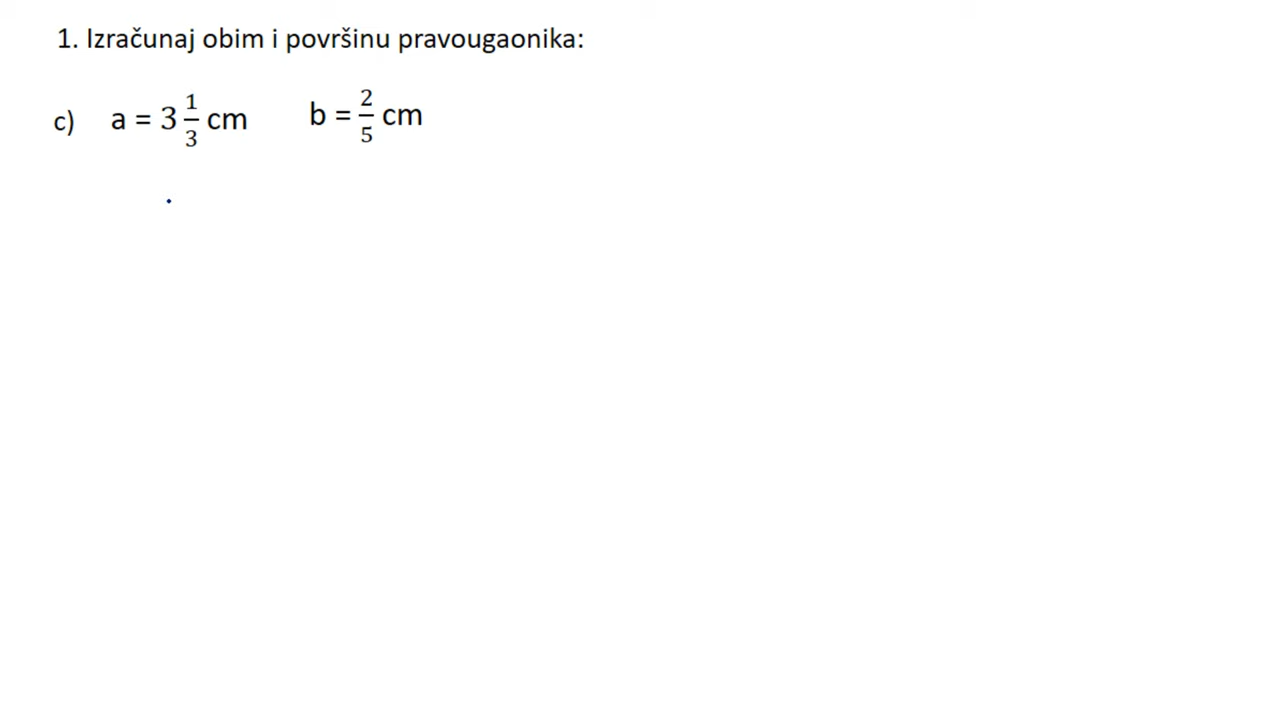 1. Izračunaj obim i površinu pravougaonika:
c) a = 3 1/3 cm b = 2/5 cm